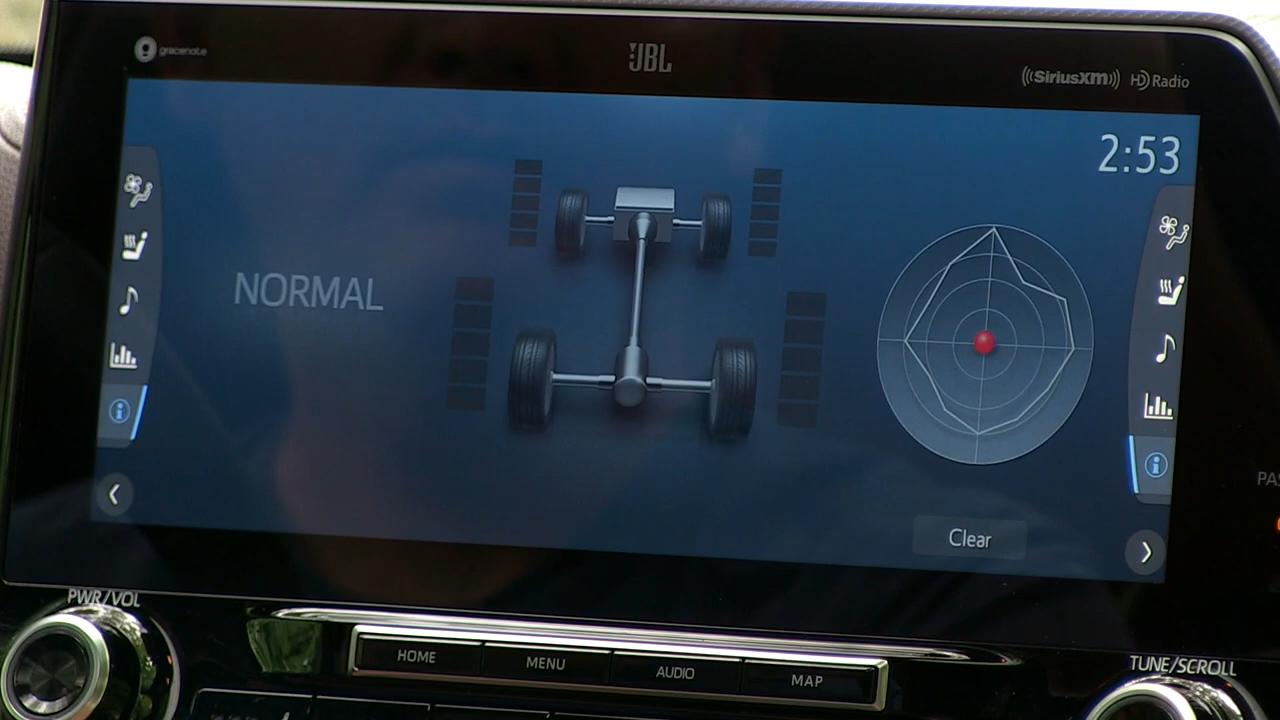 gracenote
JBL
SiriusXM HD Radio
2:53
NORMAL
Clear
PWR/VOL
HOME
MENU
AUDIO
MAP
TUNE/SCROLL